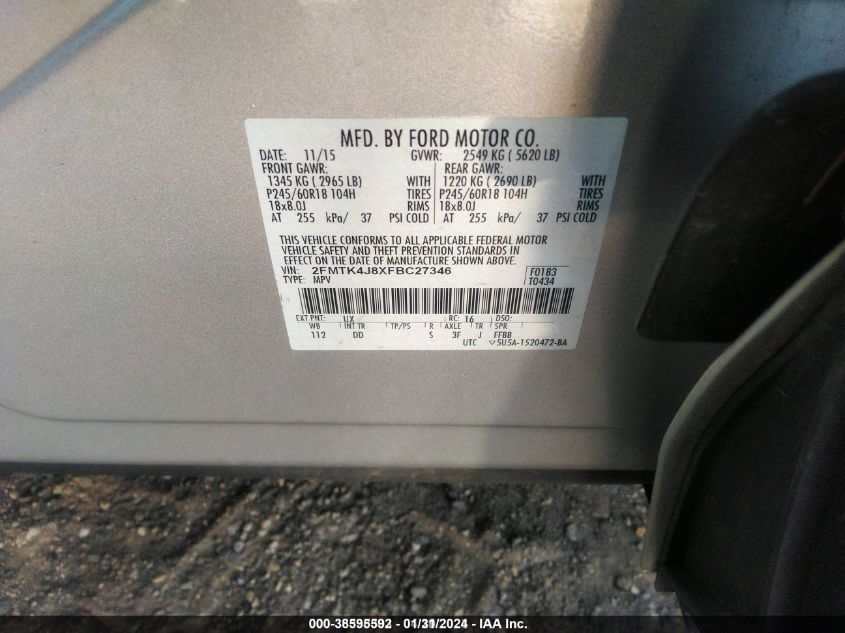 MFD. BY FORD MOTOR CO.
DATE: 11/15 GVWR: 2549 KG ( 5620 LB)
FRONT GAWR: REAR GAWR:
1345 KG ( 2965 LB) WITH 1220 KG ( 2690 LB) WITH
P245/60R18 104H TIRES P245/60R18 104H TIRES
18x8.0J RIMS 18x8.0J RIMS
AT 255 kPa/ 37 PSI COLD AT 255 kPa/ 37 PSI COLD
THIS VEHICLE CONFORMS TO ALL APPLICABLE FEDERAL MOTOR
VEHICLE SAFETY AND THEFT PREVENTION STANDARDS IN
EFFECT ON THE DATE OF MANUFACTURE SHOWN ABOVE.
VIN: 2FMTK4J8XFBC27346 F0183
TYPE: MPV T0434
EXT PNT: UX RC: 16 DSO:
WB INT TR TP/PS R AXLE TR SPR
112 DD S 3F J FFBB
UTC ▽5U5A-1520472-BA
000-38595592 - 01/31/2024 - IAA Inc.